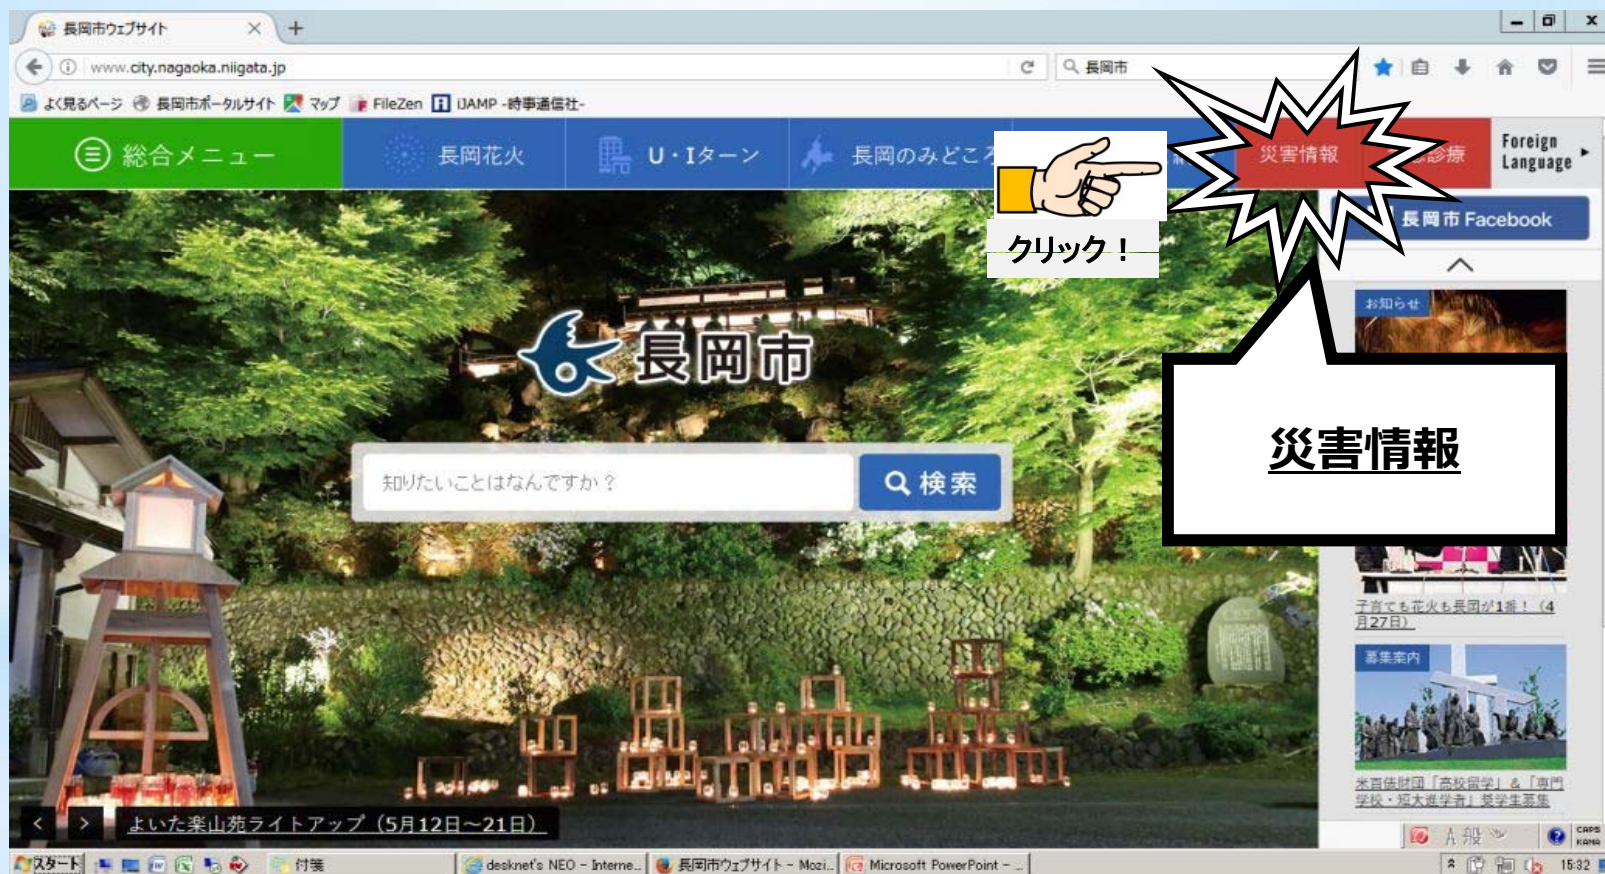 長岡市ウェブサイト
www.city.nagaoka.niigata.jp
長岡市
よく見るページ 長岡市ポータルサイト マップ FileZen iJAMP -時事通信社-
総合メニュー 長岡花火 U・Iターン 長岡のみどころ 災害情報 診療 Foreign Language
長岡市 Facebook
クリック！
お知らせ
長岡市
災害情報
知りたいことはなんですか？ 検索
子育ても花火も長岡が1番！（4月27日）
募集案内
米百俵財団「高校留学」&「専門学校・短大進学者」奨学生募集
よいた楽山苑ライトアップ（5月12日～21日）
A 般 CAPS KANA
スタート 付箋 desknet's NEO - Interne... 長岡市ウェブサイト - Mozi... Microsoft PowerPoint - ... 15:32